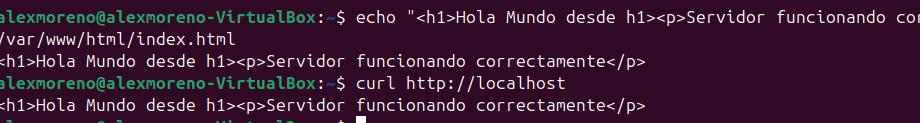 alexmoreno@alexmoreno-VirtualBox:~$ echo "<h1>Hola Mundo desde h1><p>Servidor funcionando
/var/www/html/index.html
<h1>Hola Mundo desde h1><p>Servidor funcionando correctamente</p>
alexmoreno@alexmoreno-VirtualBox:~$ curl http://localhost
<h1>Hola Mundo desde h1><p>Servidor funcionando correctamente</p>